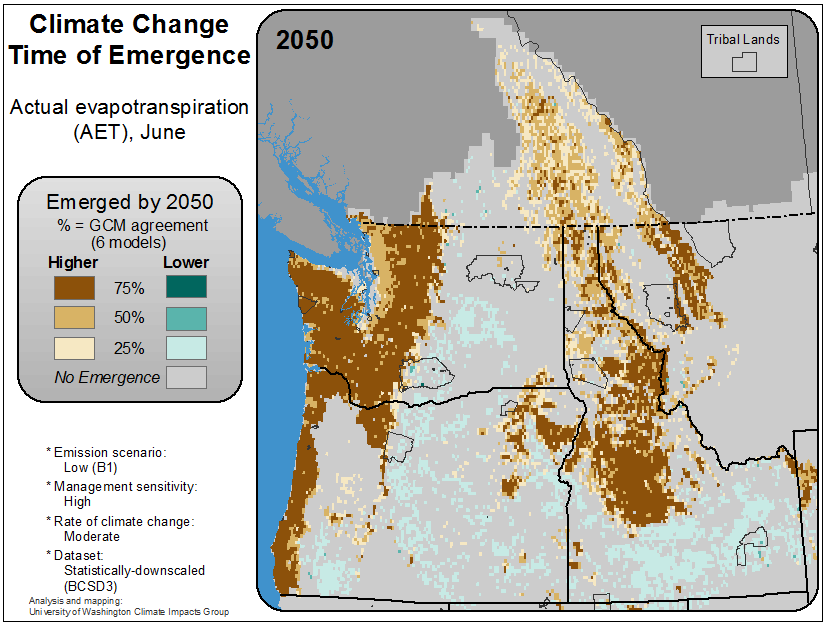 Climate Change
Time of Emergence
Actual evapotranspiration
(AET), June
Emerged by 2050
% = GCM agreement
(6 models)
Higher Lower
75%
50%
25%
No Emergence
* Emission scenario:
Low (B1)
* Management sensitivity:
High
* Rate of climate change:
Moderate
* Dataset:
Statistically-downscaled
(BCSD3)
Analysis and mapping:
University of Washington Climate Impacts Group
2050
Tribal Lands